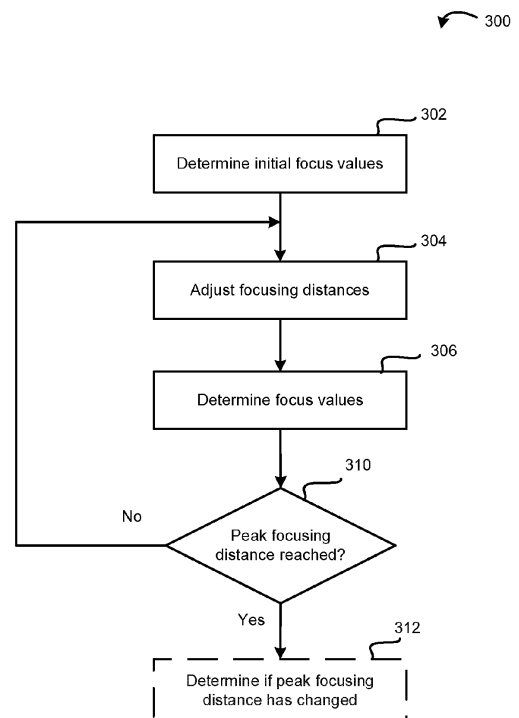 300
302
Determine initial focus values
304
Adjust focusing distances
306
Determine focus values
310
No
Peak focusing
distance reached?
Yes
312
Determine if peak focusing
distance has changed